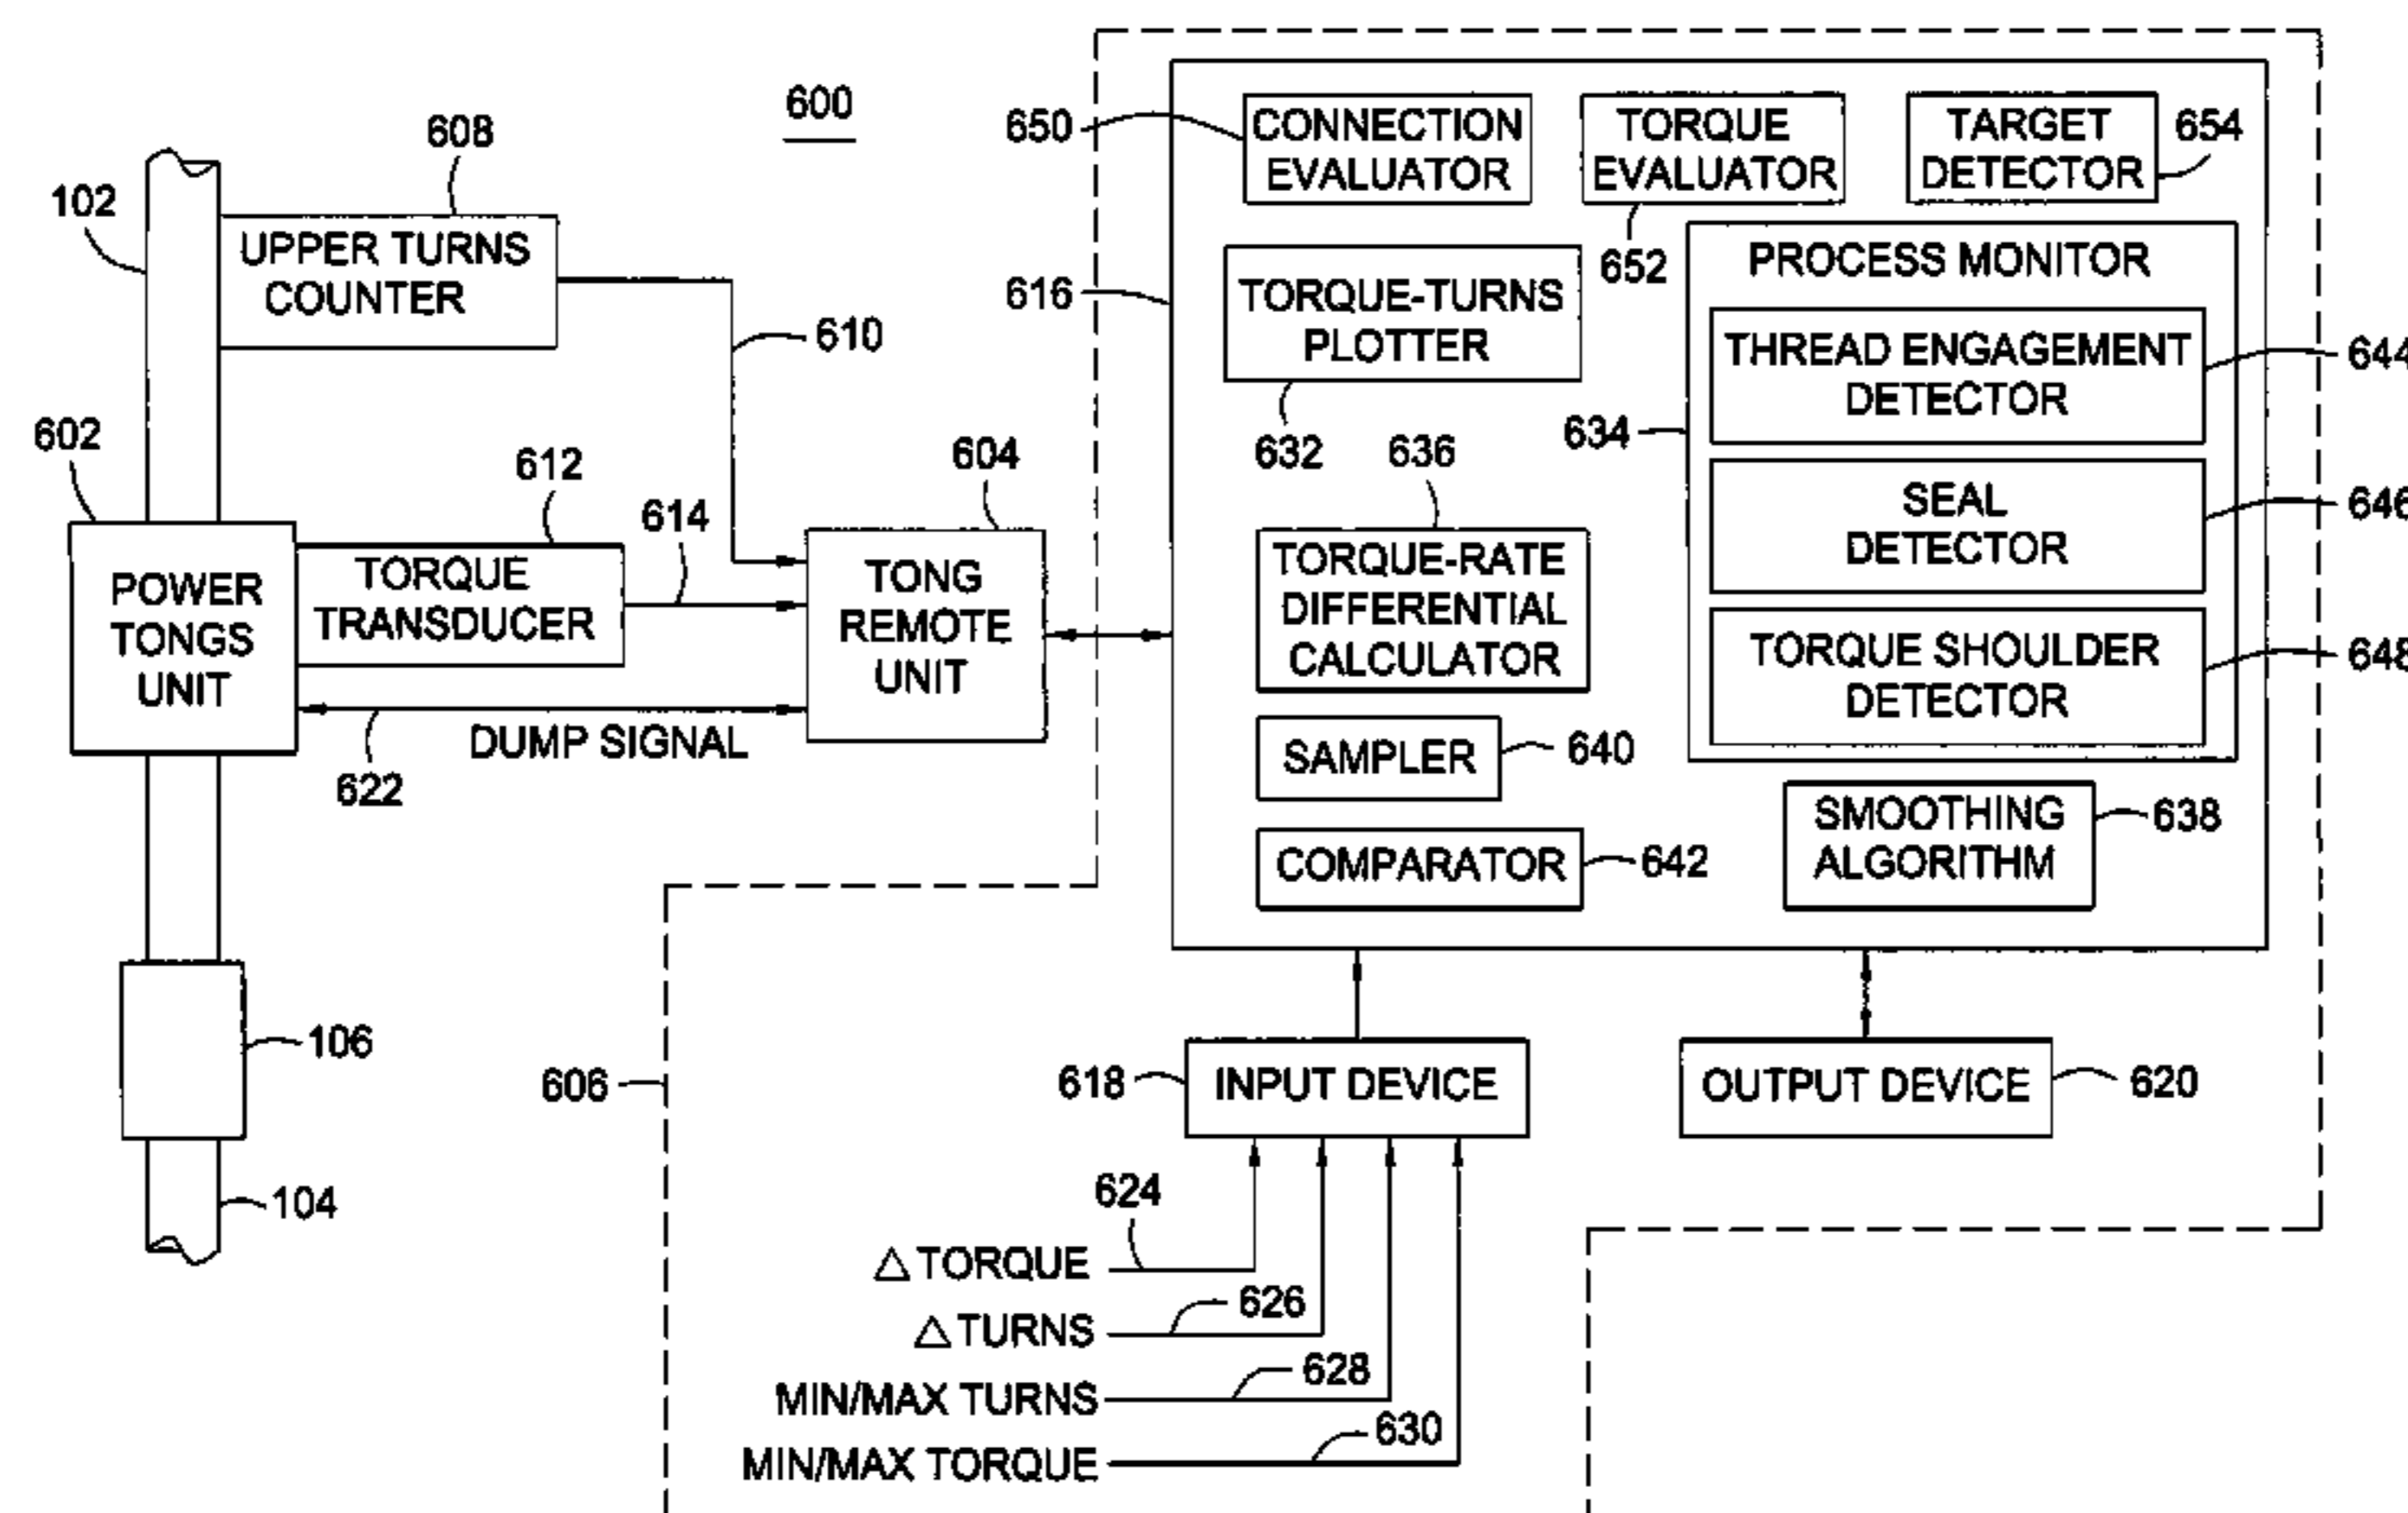 600
608
102
UPPER TURNS
COUNTER
610
602
612
614
604
POWER
TONGS
UNIT
TORQUE
TRANSDUCER
TONG
REMOTE
UNIT
DUMP SIGNAL
622
106
104
650
CONNECTION
EVALUATOR
TORQUE
EVALUATOR
652
TARGET
DETECTOR
654
616
TORQUE-TURNS
PLOTTER
632
PROCESS MONITOR
634
THREAD ENGAGEMENT
DETECTOR
644
SEAL
DETECTOR
646
TORQUE SHOULDER
DETECTOR
648
636
TORQUE-RATE
DIFFERENTIAL
CALCULATOR
SAMPLER
640
COMPARATOR
642
SMOOTHING
ALGORITHM
638
606
618
INPUT DEVICE
OUTPUT DEVICE
620
624
△ TORQUE
626
△ TURNS
628
MIN/MAX TURNS
630
MIN/MAX TORQUE